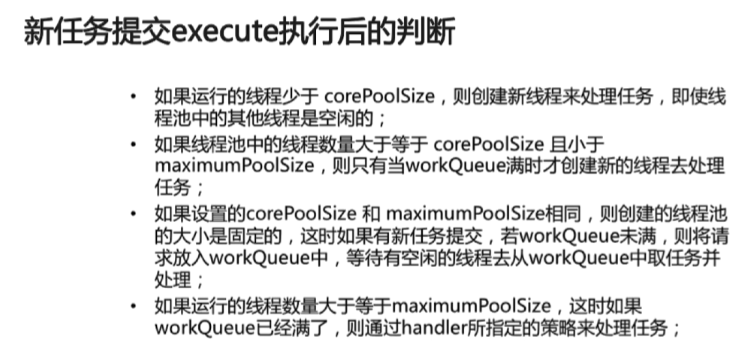 新任务提交execute执行后的判断
• 如果运行的线程少于 corePoolSize，则创建新线程来处理任务，即使线
程池中的其他线程是空闲的；
• 如果线程池中的线程数量大于等于 corePoolSize 且小于
maximumPoolSize，则只有当workQueue满时才创建新的线程去处理
任务；
• 如果设置的corePoolSize 和 maximumPoolSize相同，则创建的线程池
的大小是固定的，这时如果有新任务提交，若workQueue未满，则将请
求放入workQueue中，等待有空闲的线程去从workQueue中取任务并
处理；
• 如果运行的线程数量大于等于maximumPoolSize，这时如果
workQueue已经满了，则通过handler所指定的策略来处理任务；